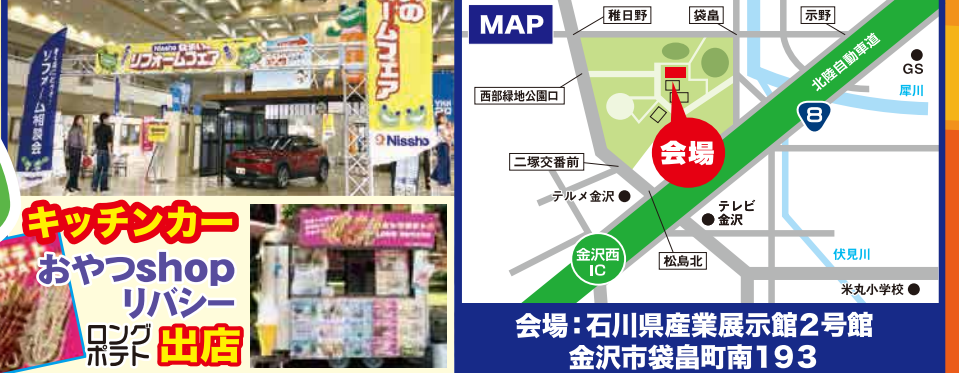 Nissho
リフォームフェア
リフォーム相談会
Nissho
キッチンカー
おやつshop
リバシー
ロング
ポテト
出店
MAP
稚日野
袋畠
示野
GS
犀川
北陸自動車道
8
西部緑地公園口
会場
二塚交番前
テルメ金沢
テレビ
金沢
金沢西
IC
松島北
伏見川
米丸小学校
会場：石川県産業展示館2号館
金沢市袋畠町南193